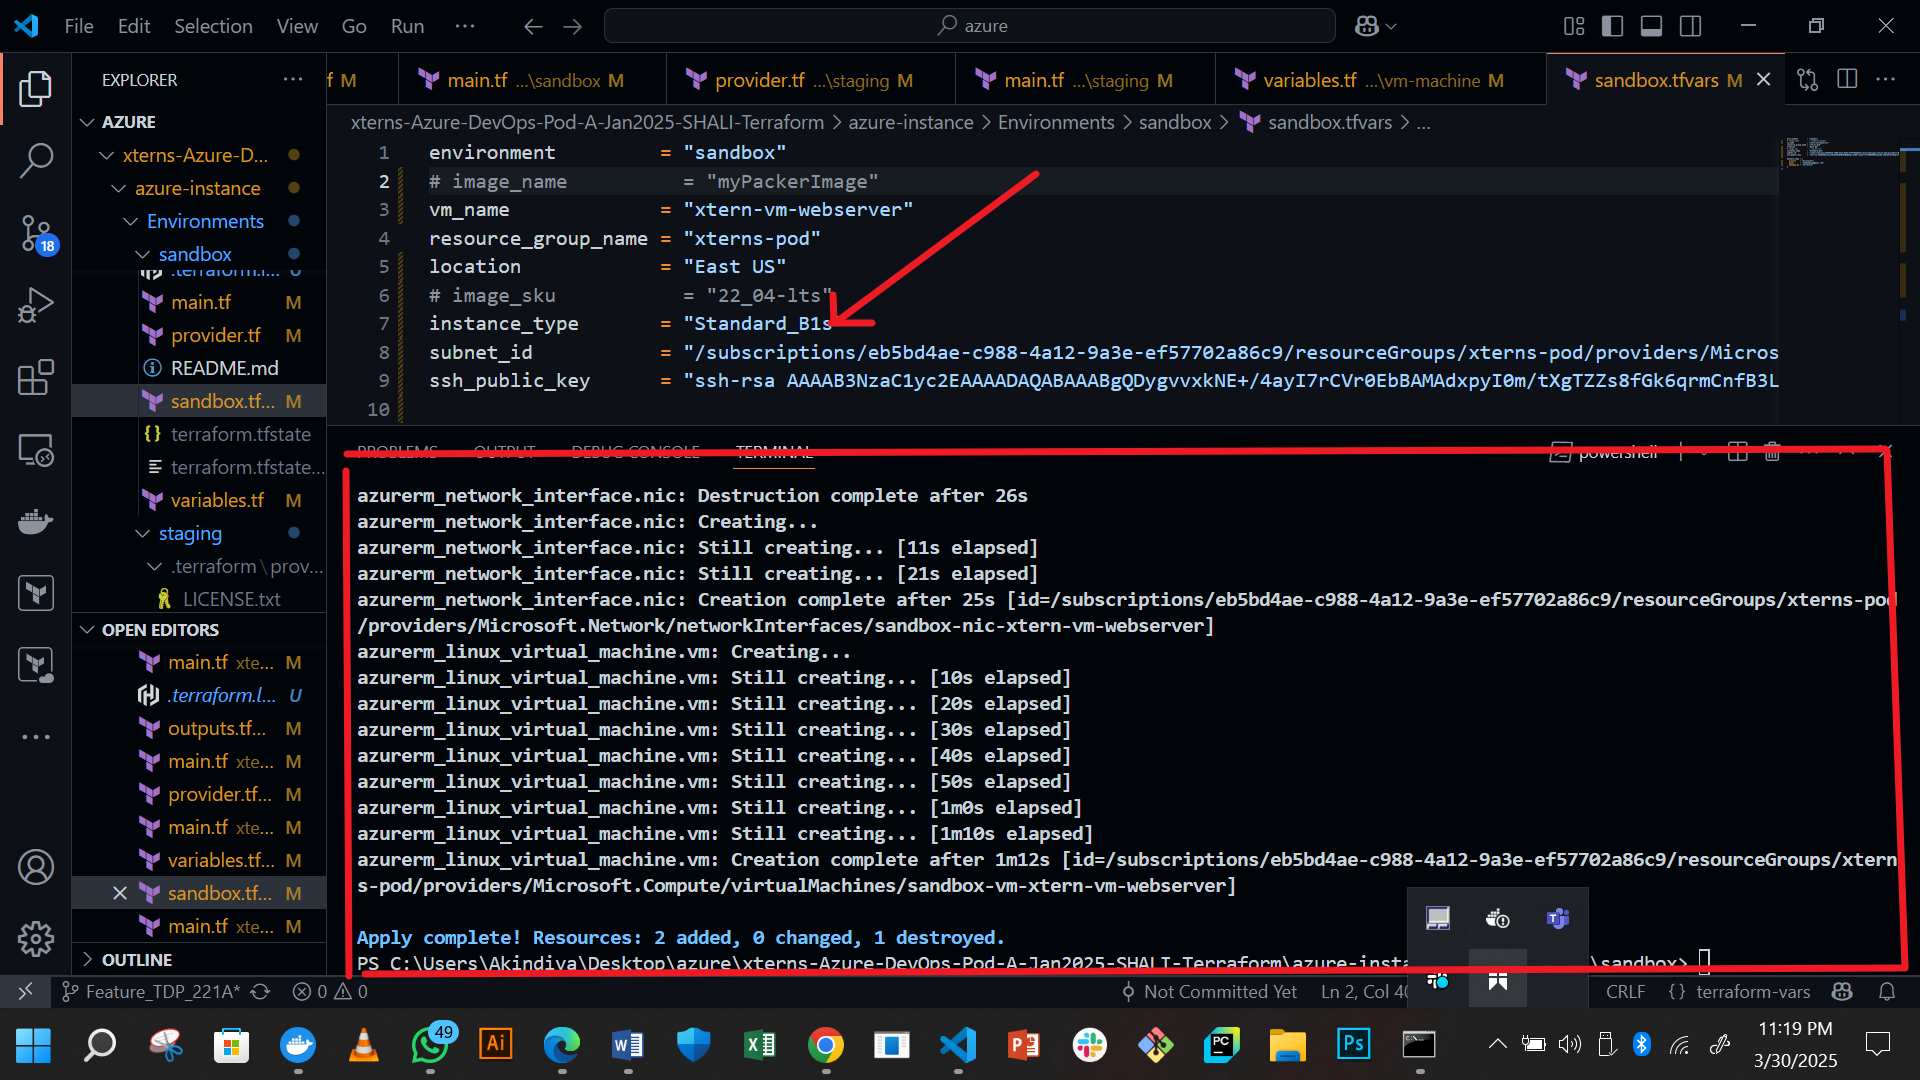 File Edit Selection View Go Run ··· azure
EXPLORER
f M main.tf ...\sandbox M provider.tf ...\staging M main.tf ...\staging M variables.tf ...\vm-machine M sandbox.tfvars M
xterns-Azure-DevOps-Pod-A-Jan2025-SHALI-Terraform > azure-instance > Environments > sandbox > sandbox.tfvars > ...
AZURE
xterns-Azure-D...
azure-instance
Environments
sandbox
.terraform.l... U
main.tf M
provider.tf M
README.md
sandbox.tf... M
terraform.tfstate
terraform.tfstate...
variables.tf M
staging
.terraform\prov...
LICENSE.txt
OPEN EDITORS
main.tf xte... M
.terraform.l... U
outputs.tf... M
main.tf xte... M
provider.tf... M
main.tf xte... M
variables.tf... M
sandbox.tf... M
main.tf xte... M
OUTLINE
18
1 environment = "sandbox"
2 # image_name = "myPackerImage"
3 vm_name = "xtern-vm-webserver"
4 resource_group_name = "xterns-pod"
5 location = "East US"
6 # image_sku = "22_04-lts"
7 instance_type = "Standard_B1s
8 subnet_id = "/subscriptions/eb5bd4ae-c988-4a12-9a3e-ef57702a86c9/resourceGroups/xterns-pod/providers/Micros
9 ssh_public_key = "ssh-rsa AAAAB3NzaC1yc2EAAAADAQABAAABgQDygvvxkNE+/4ayI7rCVr0EbBAMAdxpyI0m/tXgTZZs8fGk6qrmCnfB3L
10
PROBLEMS OUTPUT DEBUG CONSOLE TERMINAL powershell
azurerm_network_interface.nic: Destruction complete after 26s
azurerm_network_interface.nic: Creating...
azurerm_network_interface.nic: Still creating... [11s elapsed]
azurerm_network_interface.nic: Still creating... [21s elapsed]
azurerm_network_interface.nic: Creation complete after 25s [id=/subscriptions/eb5bd4ae-c988-4a12-9a3e-ef57702a86c9/resourceGroups/xterns-pod
/providers/Microsoft.Network/networkInterfaces/sandbox-nic-xtern-vm-webserver]
azurerm_linux_virtual_machine.vm: Creating...
azurerm_linux_virtual_machine.vm: Still creating... [10s elapsed]
azurerm_linux_virtual_machine.vm: Still creating... [20s elapsed]
azurerm_linux_virtual_machine.vm: Still creating... [30s elapsed]
azurerm_linux_virtual_machine.vm: Still creating... [40s elapsed]
azurerm_linux_virtual_machine.vm: Still creating... [50s elapsed]
azurerm_linux_virtual_machine.vm: Still creating... [1m0s elapsed]
azurerm_linux_virtual_machine.vm: Still creating... [1m10s elapsed]
azurerm_linux_virtual_machine.vm: Creation complete after 1m12s [id=/subscriptions/eb5bd4ae-c988-4a12-9a3e-ef57702a86c9/resourceGroups/xtern
s-pod/providers/Microsoft.Compute/virtualMachines/sandbox-vm-xtern-vm-webserver]
Apply complete! Resources: 2 added, 0 changed, 1 destroyed.
PS C:\Users\Akindiya\Desktop\azure\xterns-Azure-DevOps-Pod-A-Jan2025-SHALI-Terraform\azure-insta \sandbox>
Feature_TDP_221A* 0 0 Not Committed Yet Ln 2, Col 40 CRLF {} terraform-vars
49 Ai PC Ps
11:19 PM
3/30/2025